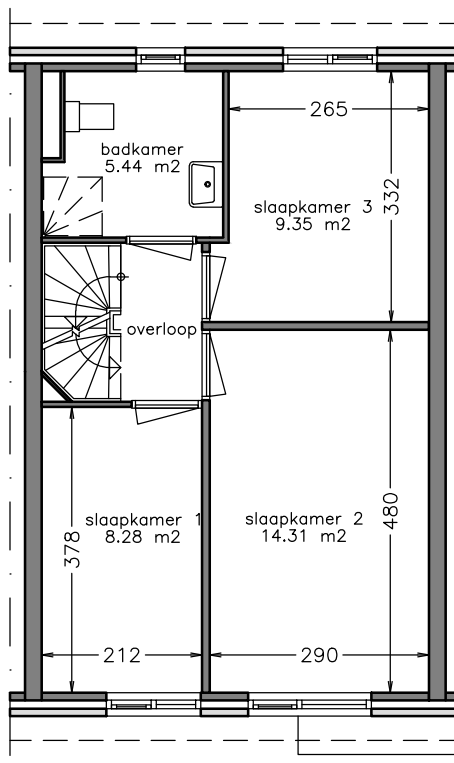 265
badkamer
5.44 m2
332
slaapkamer 3
9.35 m2
overloop
slaapkamer 1
8.28 m2
slaapkamer 2
14.31 m2
480
378
212
290